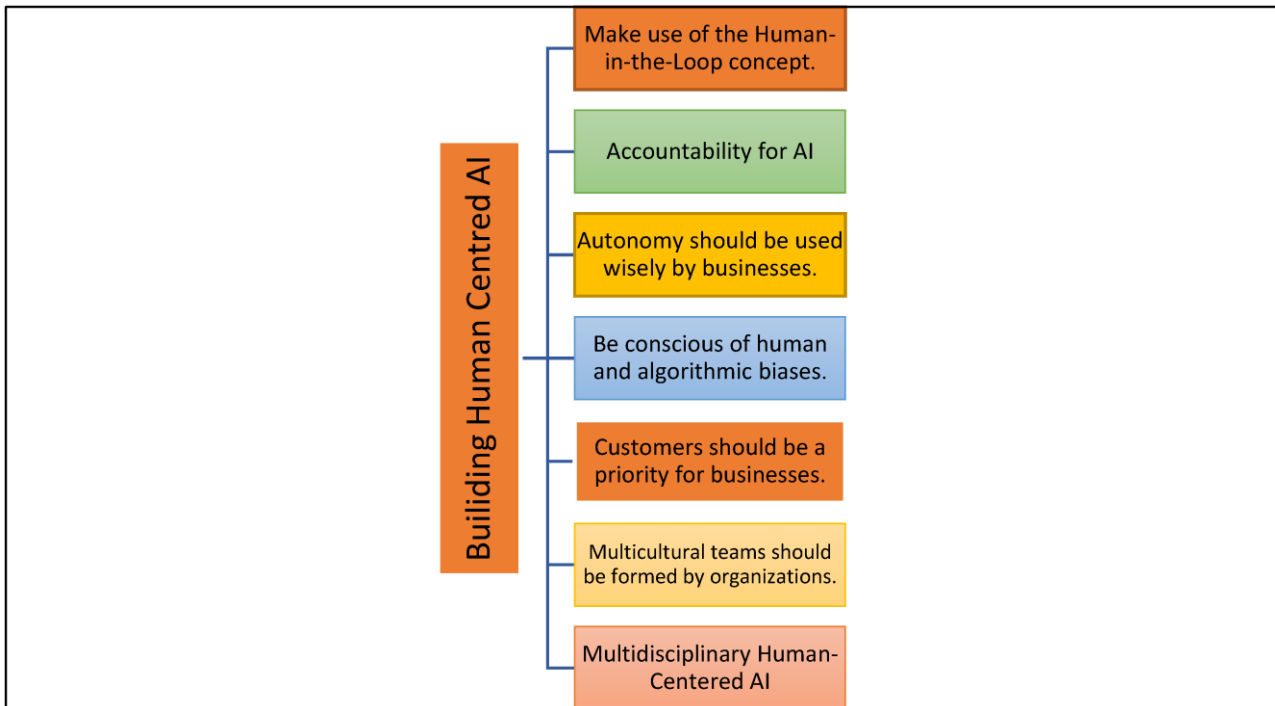 Builiding Human Centred AI
Make use of the Human-
in-the-Loop concept.
Accountability for AI
Autonomy should be used
wisely by businesses.
Be conscious of human
and algorithmic biases.
Customers should be a
priority for businesses.
Multicultural teams should
be formed by organizations.
Multidisciplinary Human-
Centered AI